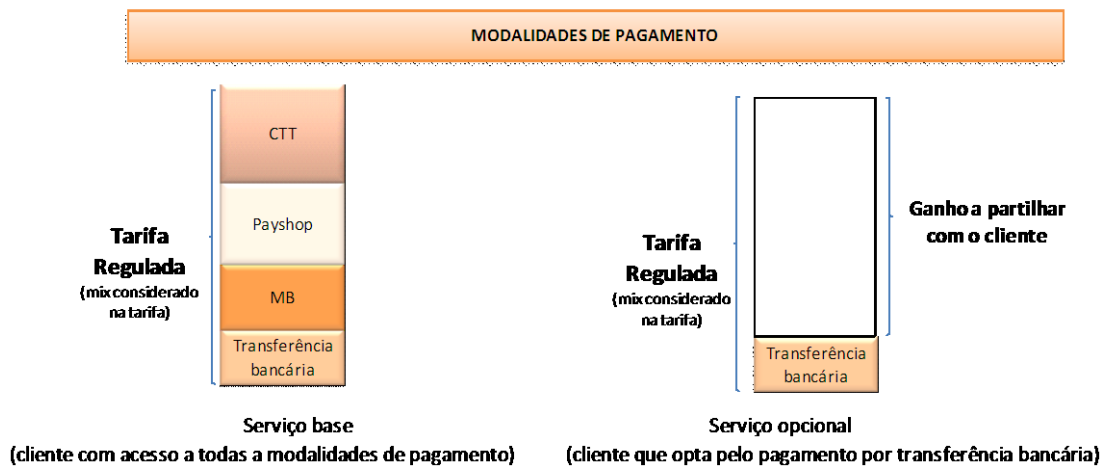 MODALIDADES DE PAGAMENTO
CTT
Payshop
MB
Transferência
bancária
Tarifa
Regulada
(mix considerado
na tarifa)
Serviço base
(cliente com acesso a todas a modalidades de pagamento)
Tarifa
Regulada
(mix considerado
na tarifa)
Ganho a partilhar
com o cliente
Transferência
bancária
Serviço opcional
(cliente que opta pelo pagamento por transferência bancária)